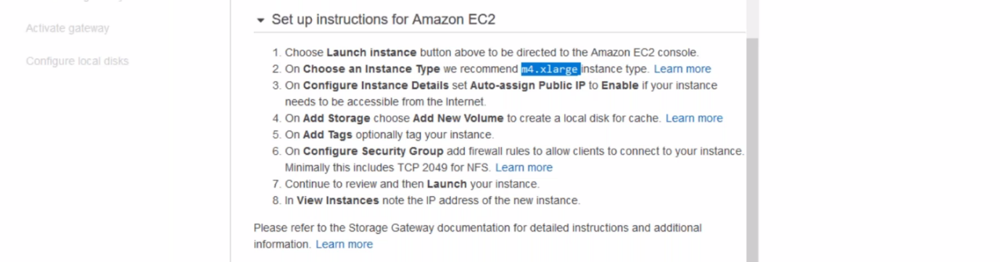 Activate gateway
Configure local disks
Set up instructions for Amazon EC2
1. Choose Launch instance button above to be directed to the Amazon EC2 console.
2. On Choose an Instance Type we recommend m4.xlarge instance type. Learn more
3. On Configure Instance Details set Auto-assign Public IP to Enable if your instance
needs to be accessible from the Internet.
4. On Add Storage choose Add New Volume to create a local disk for cache. Learn more
5. On Add Tags optionally tag your instance.
6. On Configure Security Group add firewall rules to allow clients to connect to your instance.
Minimally this includes TCP 2049 for NFS. Learn more
7. Continue to review and then Launch your instance.
8. In View Instances note the IP address of the new instance.
Please refer to the Storage Gateway documentation for detailed instructions and additional
information. Learn more